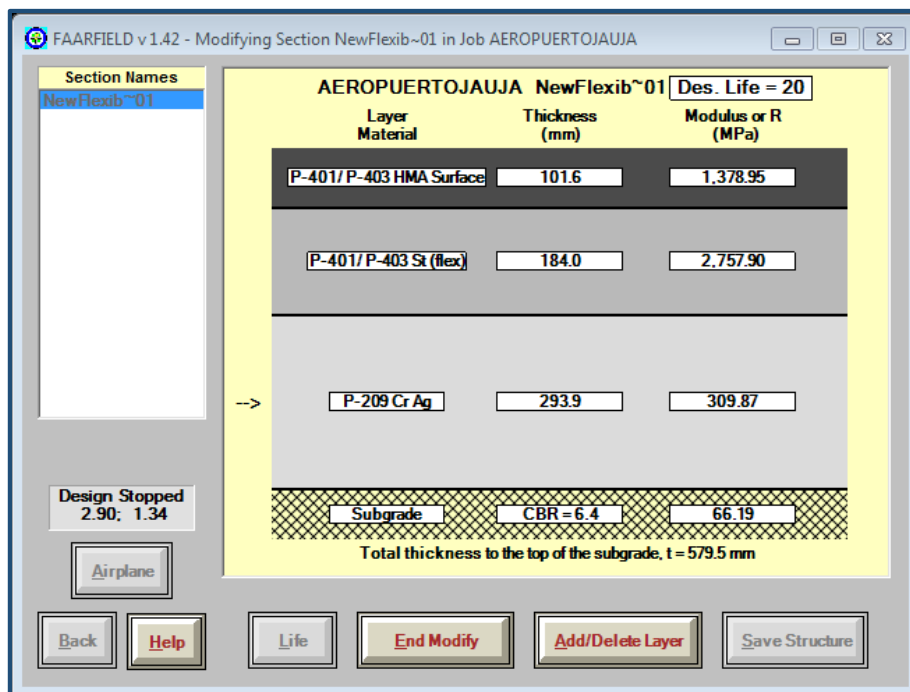 FAARFIELD v 1.42 - Modifying Section NewFlexib~01 in Job AEROPUERTOJAUJA
Section Names
NewFlexib~01
AEROPUERTOJAUJA NewFlexib~01 Des. Life = 20
Layer Material Thickness (mm) Modulus or R (MPa)
P-401/ P-403 HMA Surface 101.6 1,378.95
P-401/ P-403 St (flex) 184.0 2,757.90
--> P-209 Cr Ag 293.9 309.87
Subgrade CBR = 6.4 66.19
Total thickness to the top of the subgrade, t = 579.5 mm
Design Stopped
2.90; 1.34
Airplane
Back Help Life End Modify Add/Delete Layer Save Structure